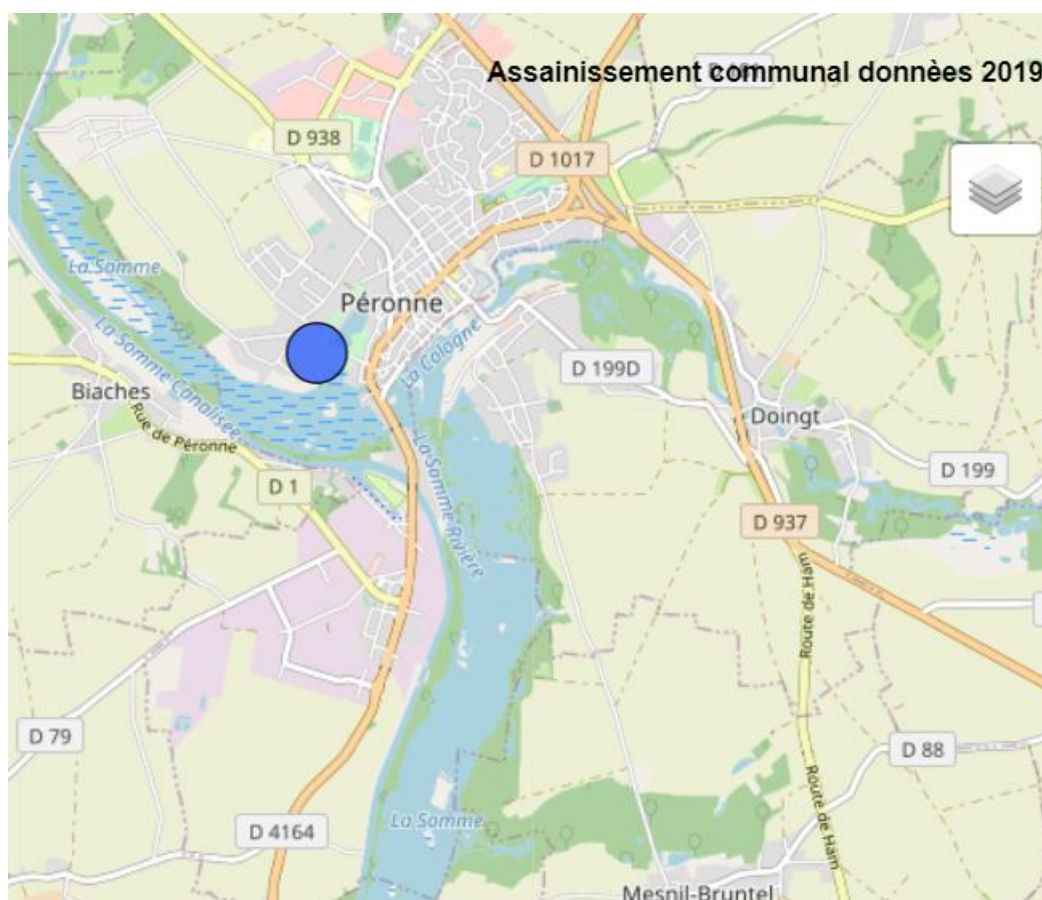 Assainissement communal donnèes 2019
D 938
D 1017
La Somme
Péronne
La Cologne
La Somme Canalisée
D 199D
Biaches
Rue de Péronne
Doingt
D 199
D 1
La Somme Rivière
D 937
Route de Ham
D 79
D 88
Route de Ham
La Somme
D 4164
Mesnil-Bruntel